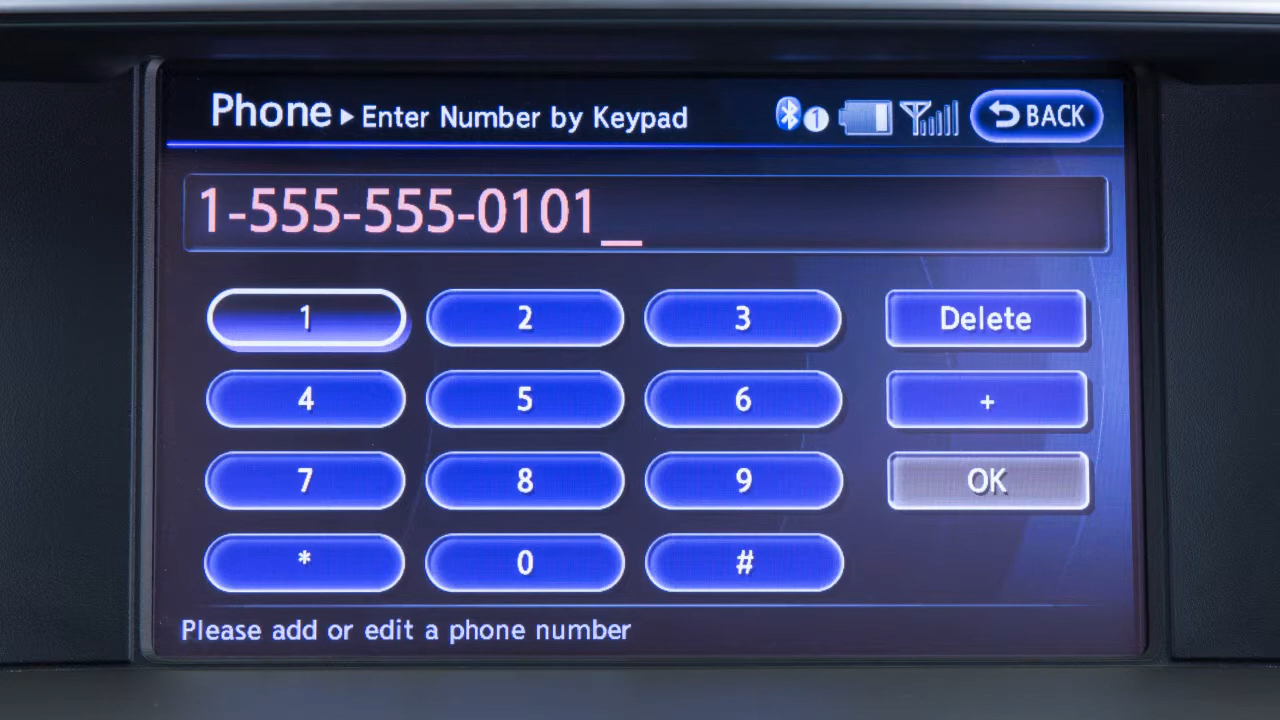 Phone ▸ Enter Number by Keypad 1 BACK
1-555-555-0101_
1 2 3 Delete
4 5 6 +
7 8 9 OK
* 0 #
Please add or edit a phone number